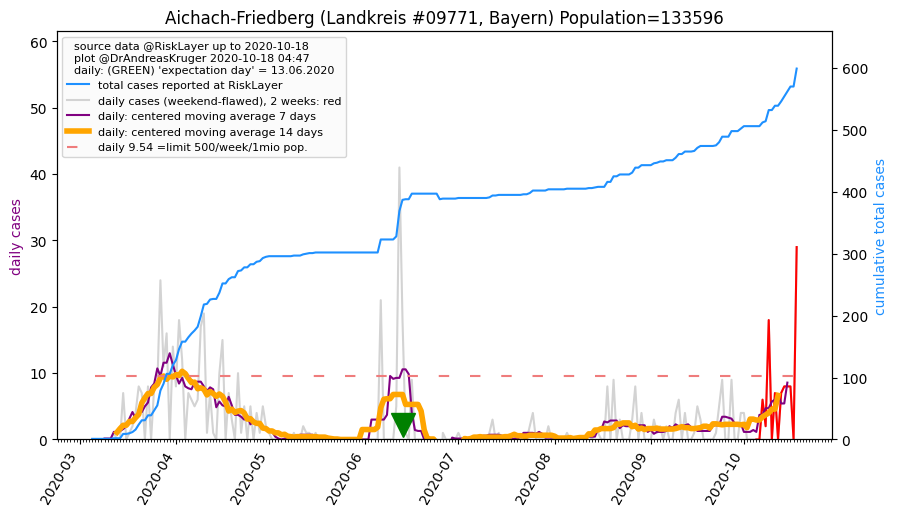 Aichach-Friedberg (Landkreis #09771, Bayern) Population=133596
source data @RiskLayer up to 2020-10-18
plot @DrAndreasKruger 2020-10-18 04:47
daily: (GREEN) 'expectation day' = 13.06.2020
total cases reported at RiskLayer
daily cases (weekend-flawed), 2 weeks: red
daily: centered moving average 7 days
daily: centered moving average 14 days
daily 9.54 =limit 500/week/1mio pop.
daily cases
60
50
40
30
20
10
0
cumulative total cases
600
500
400
300
200
100
0
2020-03
2020-04
2020-05
2020-06
2020-07
2020-08
2020-09
2020-10